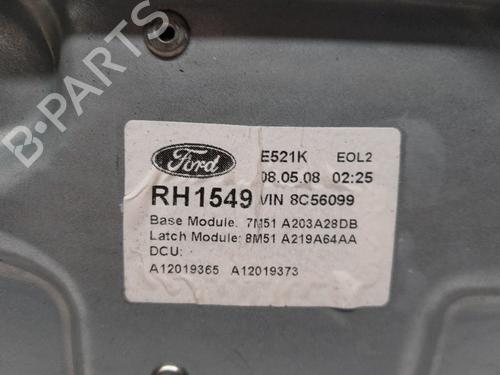 B-PARTS
Ford E521K EOL2
08.05.08 02:25
RH1549 VIN 8C56099
Base Module: 7M51 A203A28DB
Latch Module: 8M51 A219A64AA
DCU:
A12019365 A12019373